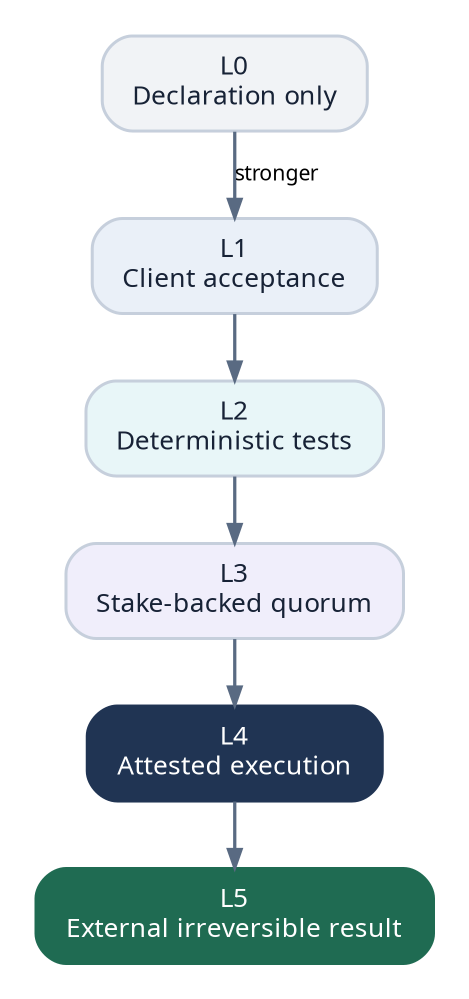 L0
Declaration only
stronger
L1
Client acceptance
L2
Deterministic tests
L3
Stake-backed quorum
L4
Attested execution
L5
External irreversible result